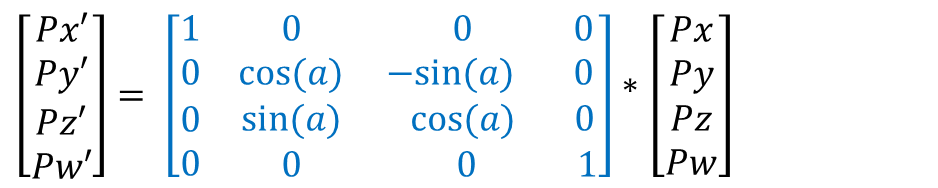 [Px′] = [1 0 0 0] * [Px]
[Py′] [0 cos(a) −sin(a) 0] [Py]
[Pz′] [0 sin(a) cos(a) 0] [Pz]
[Pw′] [0 0 0 1] [Pw]